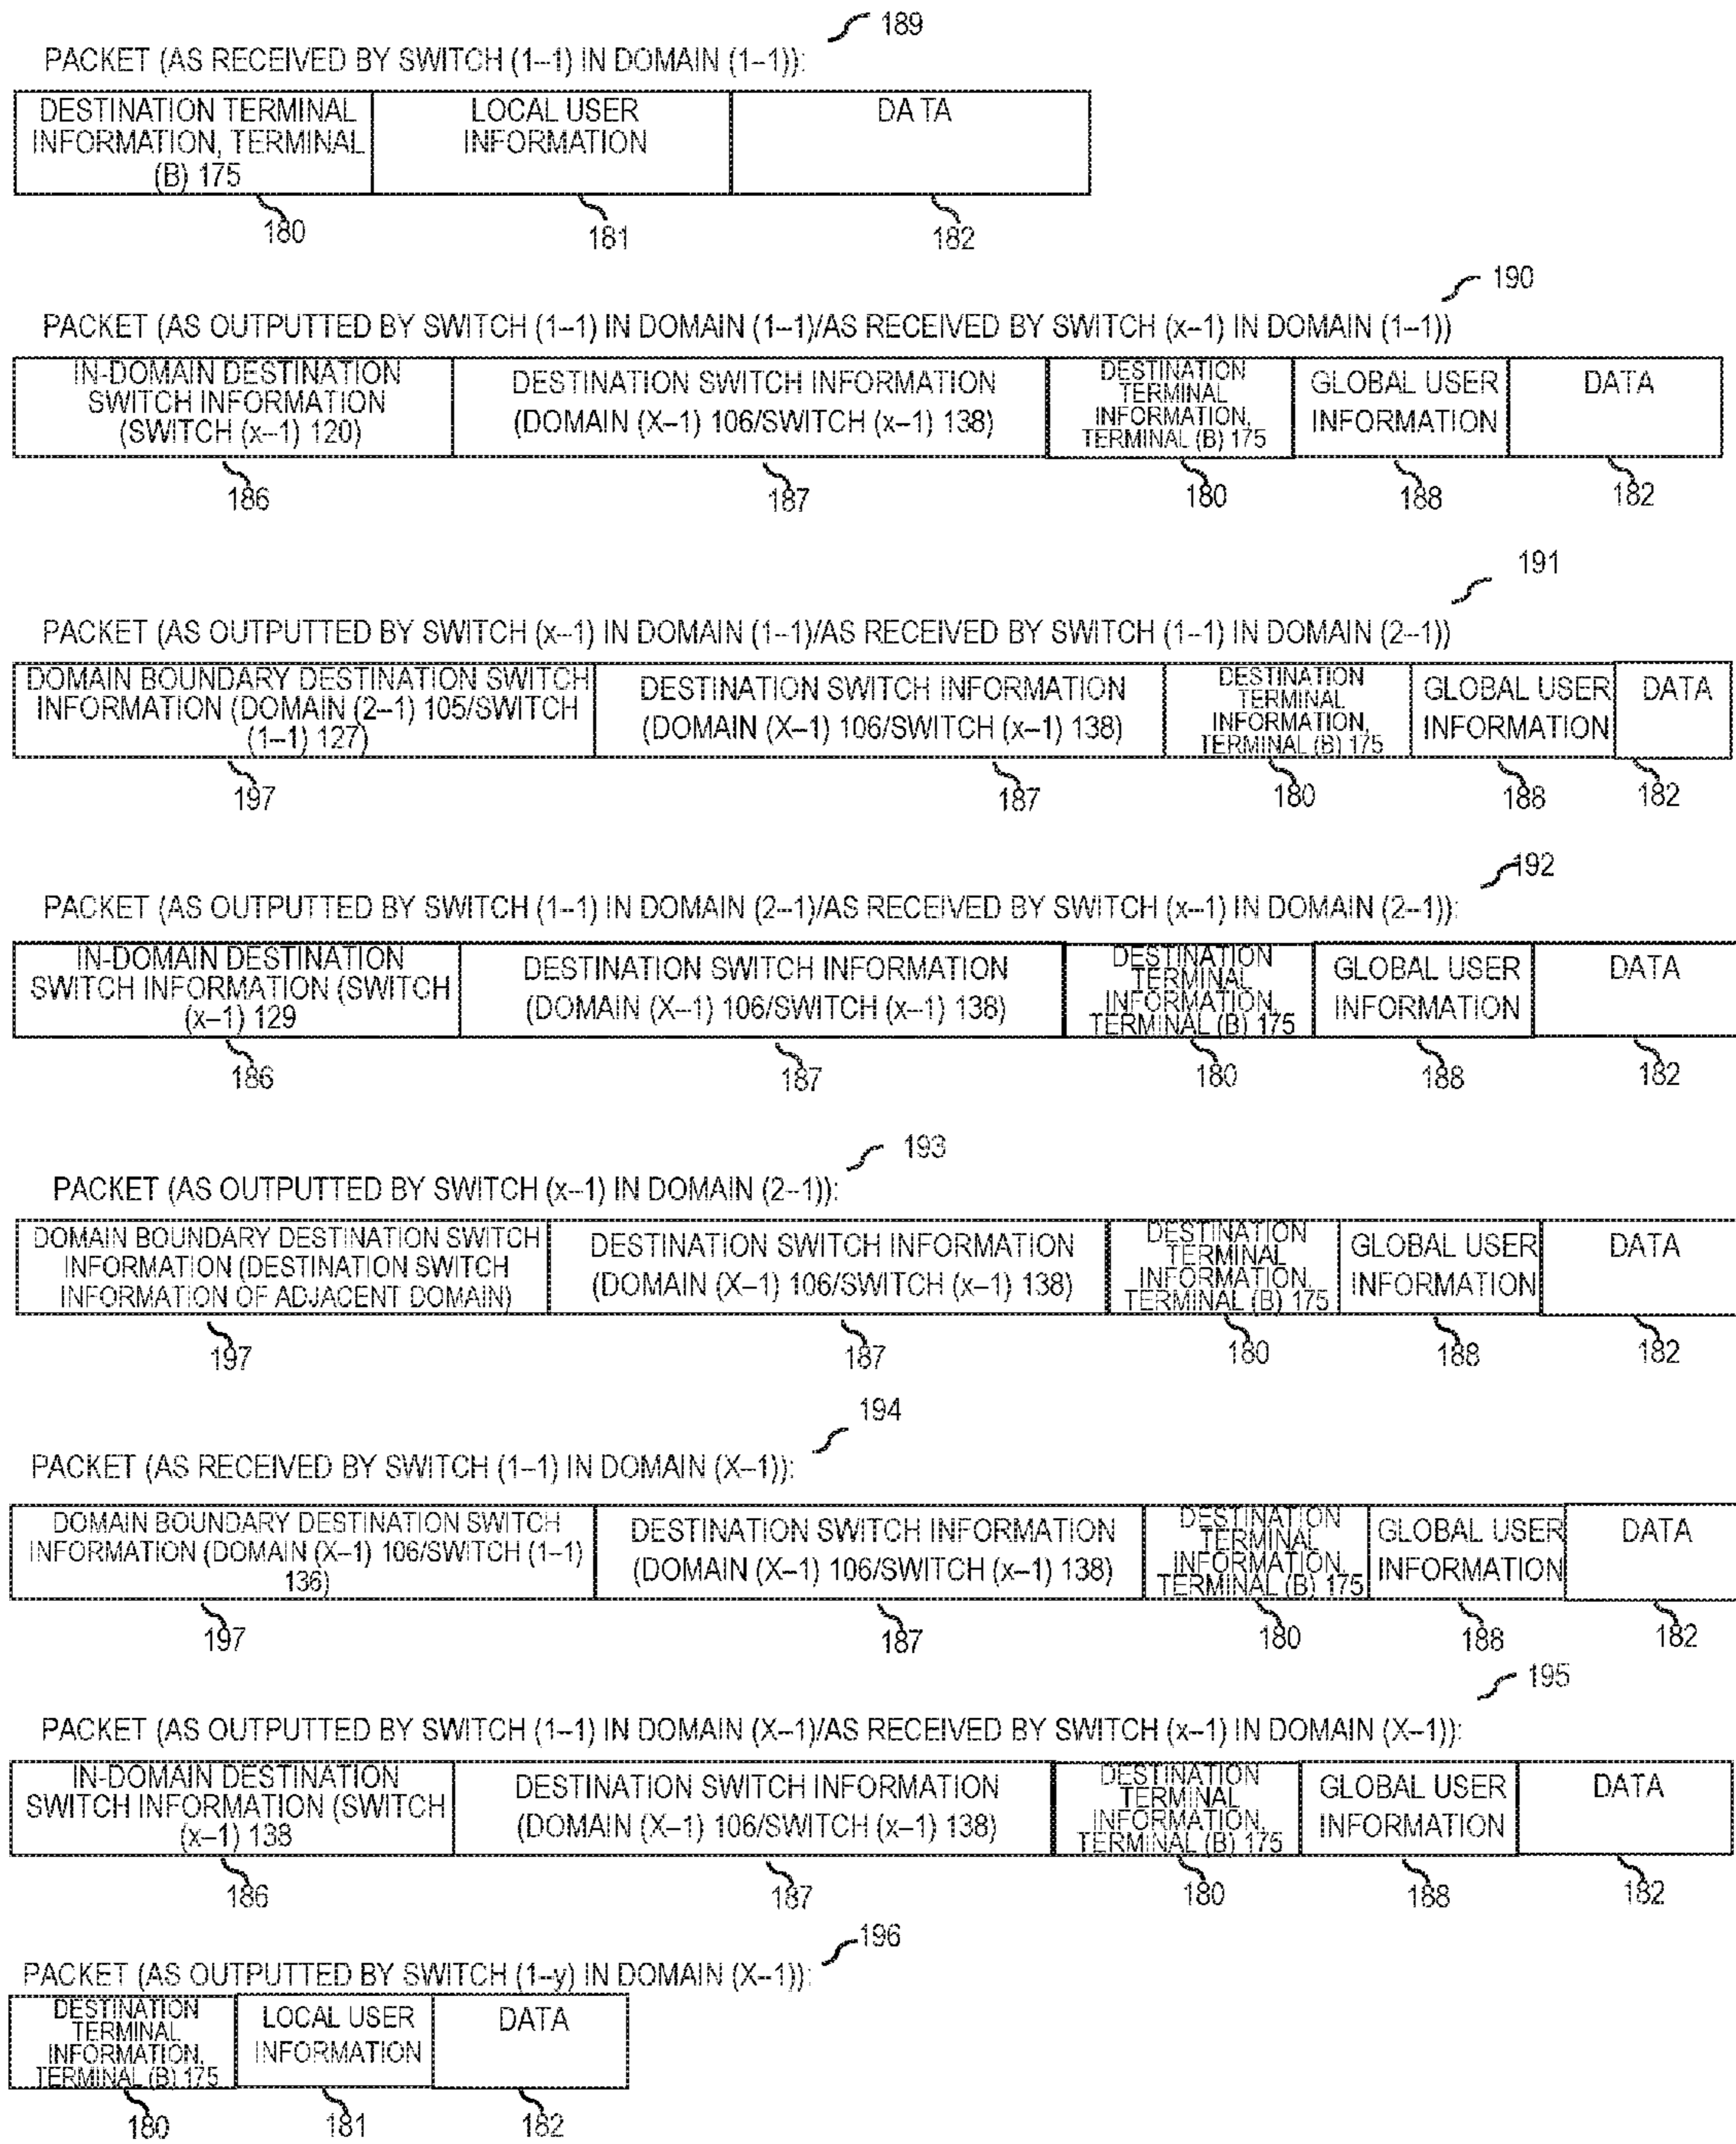 189
PACKET (AS RECEIVED BY SWITCH (1--1) IN DOMAIN (1--1)):
DESTINATION TERMINAL
INFORMATION, TERMINAL
(B) 175
LOCAL USER
INFORMATION
DATA
180
181
182
190
PACKET (AS OUTPUTTED BY SWITCH (1--1) IN DOMAIN (1--1)/AS RECEIVED BY SWITCH (x--1) IN DOMAIN (1--1))
IN-DOMAIN DESTINATION
SWITCH INFORMATION
(SWITCH (x--1) 120)
DESTINATION SWITCH INFORMATION
(DOMAIN (X--1) 106/SWITCH (x--1) 138)
DESTINATION
TERMINAL
INFORMATION,
TERMINAL (B) 175
GLOBAL USER
INFORMATION
DATA
186
187
180
188
182
191
PACKET (AS OUTPUTTED BY SWITCH (x--1) IN DOMAIN (1--1)/AS RECEIVED BY SWITCH (1--1) IN DOMAIN (2--1))
DOMAIN BOUNDARY DESTINATION SWITCH
INFORMATION (DOMAIN (2--1) 105/SWITCH
(1--1) 127)
DESTINATION SWITCH INFORMATION
(DOMAIN (X--1) 106/SWITCH (x--1) 138)
DESTINATION
TERMINAL
INFORMATION,
TERMINAL (B) 175
GLOBAL USER
INFORMATION
DATA
197
187
180
188
182
192
PACKET (AS OUTPUTTED BY SWITCH (1--1) IN DOMAIN (2--1)/AS RECEIVED BY SWITCH (x--1) IN DOMAIN (2--1)):
IN-DOMAIN DESTINATION
SWITCH INFORMATION (SWITCH
(x--1) 129
DESTINATION SWITCH INFORMATION
(DOMAIN (X--1) 106/SWITCH (x--1) 138)
DESTINATION
TERMINAL
INFORMATION,
TERMINAL (B) 175
GLOBAL USER
INFORMATION
DATA
186
187
180
188
182
193
PACKET (AS OUTPUTTED BY SWITCH (x--1) IN DOMAIN (2--1)):
DOMAIN BOUNDARY DESTINATION SWITCH
INFORMATION (DESTINATION SWITCH
INFORMATION OF ADJACENT DOMAIN)
DESTINATION SWITCH INFORMATION
(DOMAIN (X--1) 106/SWITCH (x--1) 138)
DESTINATION
TERMINAL
INFORMATION,
TERMINAL (B) 175
GLOBAL USER
INFORMATION
DATA
197
187
180
188
182
194
PACKET (AS RECEIVED BY SWITCH (1--1) IN DOMAIN (X--1)):
DOMAIN BOUNDARY DESTINATION SWITCH
INFORMATION (DOMAIN (X--1) 106/SWITCH (1--1)
136)
DESTINATION SWITCH INFORMATION
(DOMAIN (X--1) 106/SWITCH (x--1) 138)
DESTINATION
TERMINAL
INFORMATION,
TERMINAL (B) 175
GLOBAL USER
INFORMATION
DATA
197
187
180
188
182
195
PACKET (AS OUTPUTTED BY SWITCH (1--1) IN DOMAIN (X--1)/AS RECEIVED BY SWITCH (x--1) IN DOMAIN (X--1)):
IN-DOMAIN DESTINATION
SWITCH INFORMATION (SWITCH
(x--1) 138
DESTINATION SWITCH INFORMATION
(DOMAIN (X--1) 106/SWITCH (x--1) 138)
DESTINATION
TERMINAL
INFORMATION,
TERMINAL (B) 175
GLOBAL USER
INFORMATION
DATA
186
187
180
188
182
196
PACKET (AS OUTPUTTED BY SWITCH (1--y) IN DOMAIN (X--1)):
DESTINATION
TERMINAL
INFORMATION,
TERMINAL (B) 175
LOCAL USER
INFORMATION
DATA
180
181
182